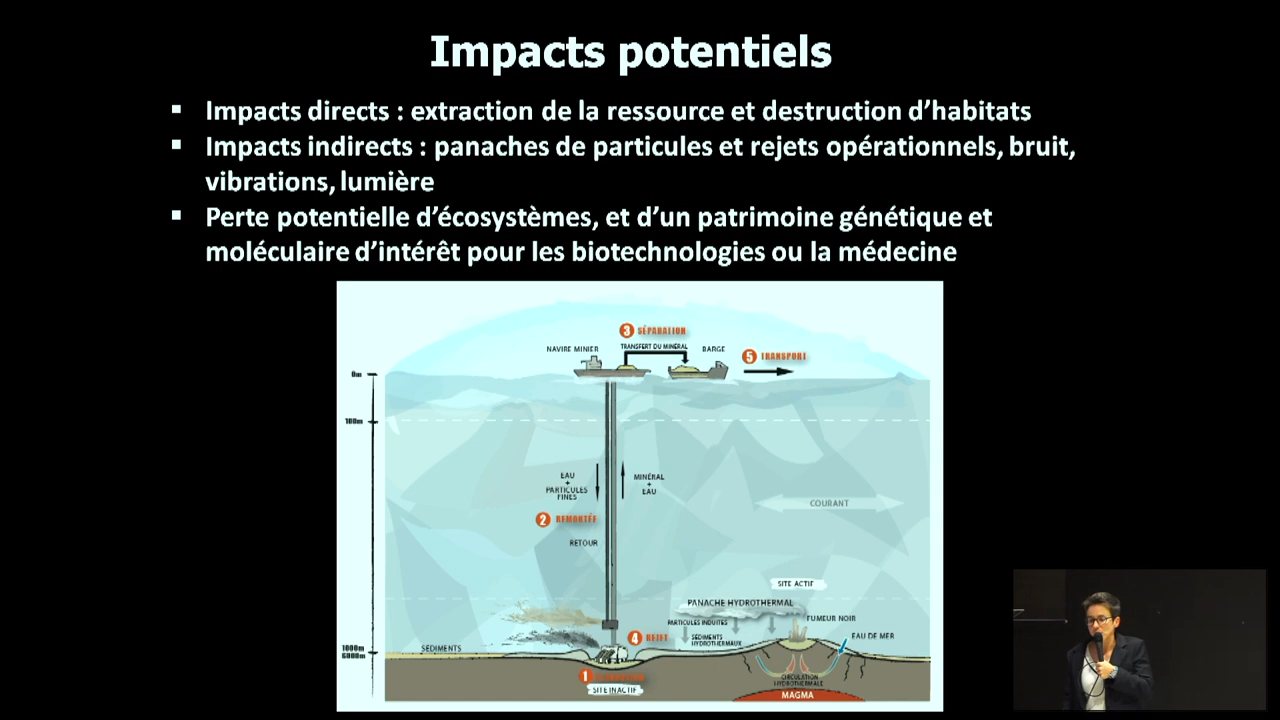 Impacts potentiels
▪ Impacts directs : extraction de la ressource et destruction d'habitats
▪ Impacts indirects : panaches de particules et rejets opérationnels, bruit,
vibrations, lumière
▪ Perte potentielle d'écosystèmes, et d'un patrimoine génétique et
moléculaire d'intérêt pour les biotechnologies ou la médecine
3 SÉPARATION
NAVIRE MINIER
TRANSFERT DU MINÉRAL
BARGE
5 TRANSPORT
0m
100m
EAU
+
PARTICULES
FINES
MINÉRAL
+
EAU
COURANT
2 REMONTÉE
RETOUR
SITE ACTIF
PANACHE HYDROTHERMAL
FUMEUR NOIR
PARTICULES INDUITES
4 REJET
SÉDIMENTS
HYDROTHERMAUX
EAU DE MER
1000m
6000m
SÉDIMENTS
1
SITE INACTIF
CIRCULATION
HYDROTHERMALE
MAGMA